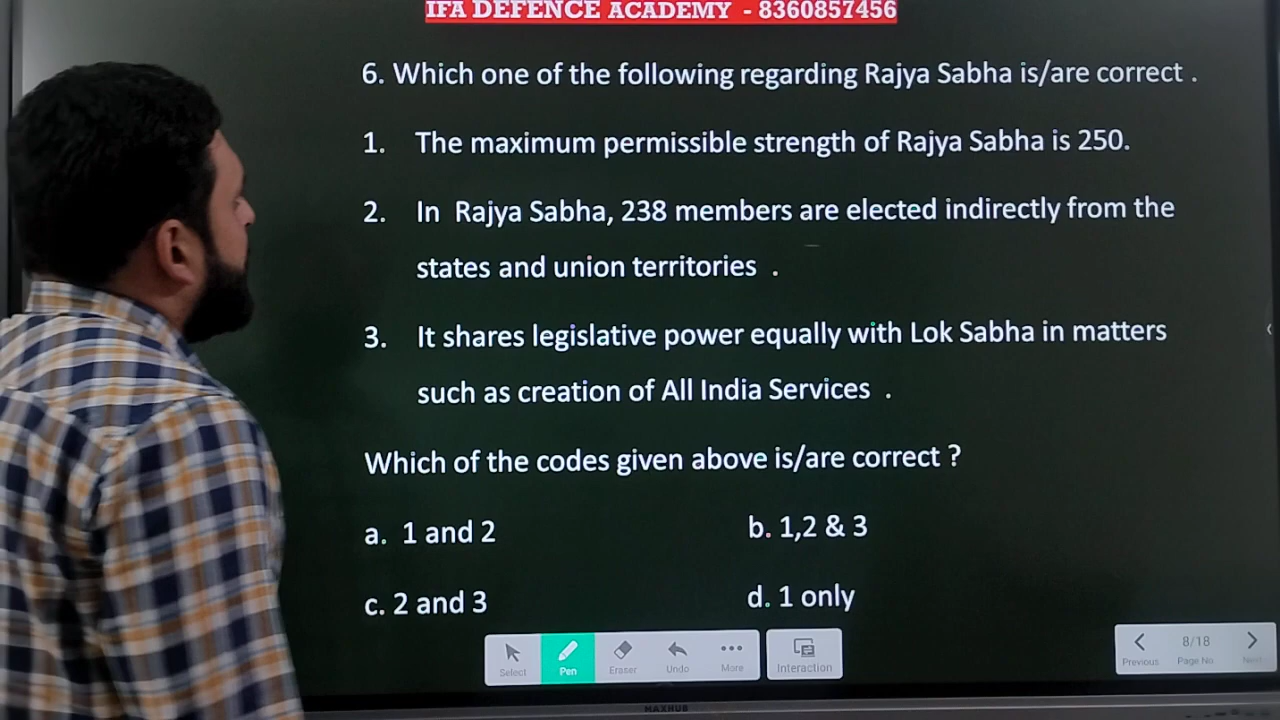 IFA DEFENCE ACADEMY - 8360857456
6. Which one of the following regarding Rajya Sabha is/are correct .
1. The maximum permissible strength of Rajya Sabha is 250.
2. In Rajya Sabha, 238 members are elected indirectly from the
states and union territories .
3. It shares legislative power equally with Lok Sabha in matters
such as creation of All India Services .
Which of the codes given above is/are correct ?
a. 1 and 2
b. 1,2 & 3
c. 2 and 3
d. 1 only
Select
Pen
Eraser
Undo
More
Interaction
Previous
8/18
Page No
Next
MAXHUB